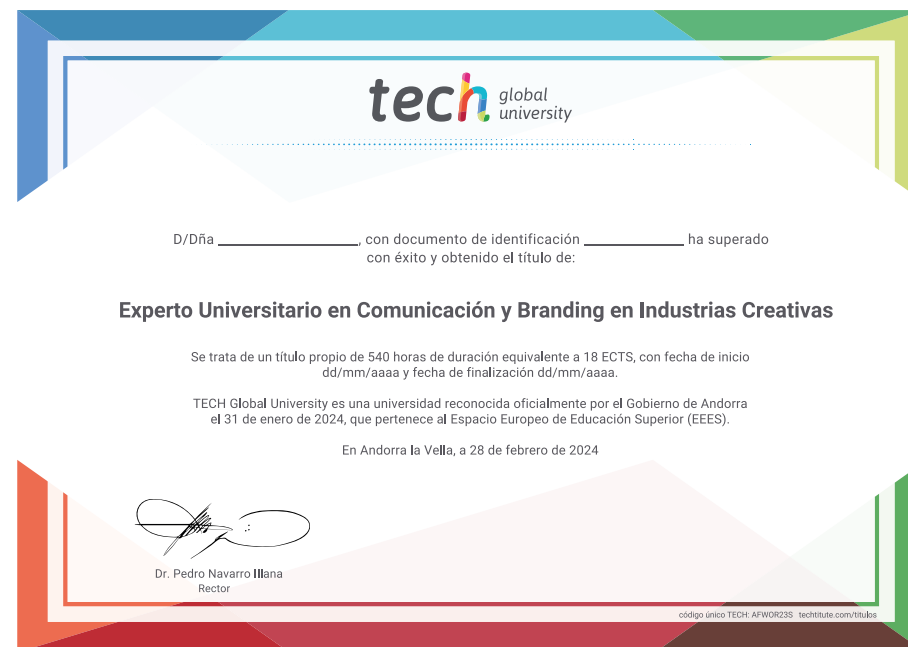 tech global university
D/Dña ______________, con documento de identificación __________ ha superado
con éxito y obtenido el título de:
Experto Universitario en Comunicación y Branding en Industrias Creativas
Se trata de un título propio de 540 horas de duración equivalente a 18 ECTS, con fecha de inicio
dd/mm/aaaa y fecha de finalización dd/mm/aaaa.
TECH Global University es una universidad reconocida oficialmente por el Gobierno de Andorra
el 31 de enero de 2024, que pertenece al Espacio Europeo de Educación Superior (EEES).
En Andorra la Vella, a 28 de febrero de 2024
Dr. Pedro Navarro Illana
Rector
código único TECH: AFWOR23S techtitute.com/titulos